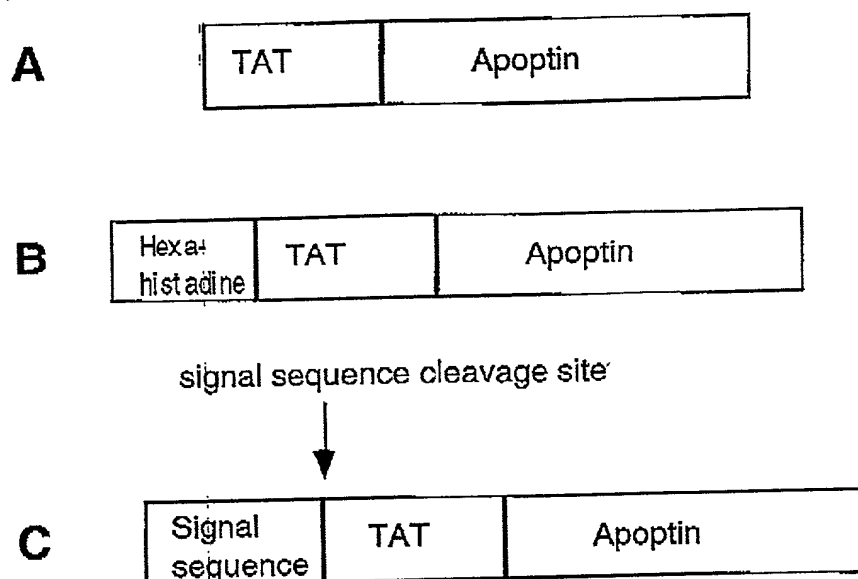 A
TAT
Apoptin
B
Hexa-
histadine
TAT
Apoptin
signal sequence cleavage site
C
Signal
sequence
TAT
Apoptin